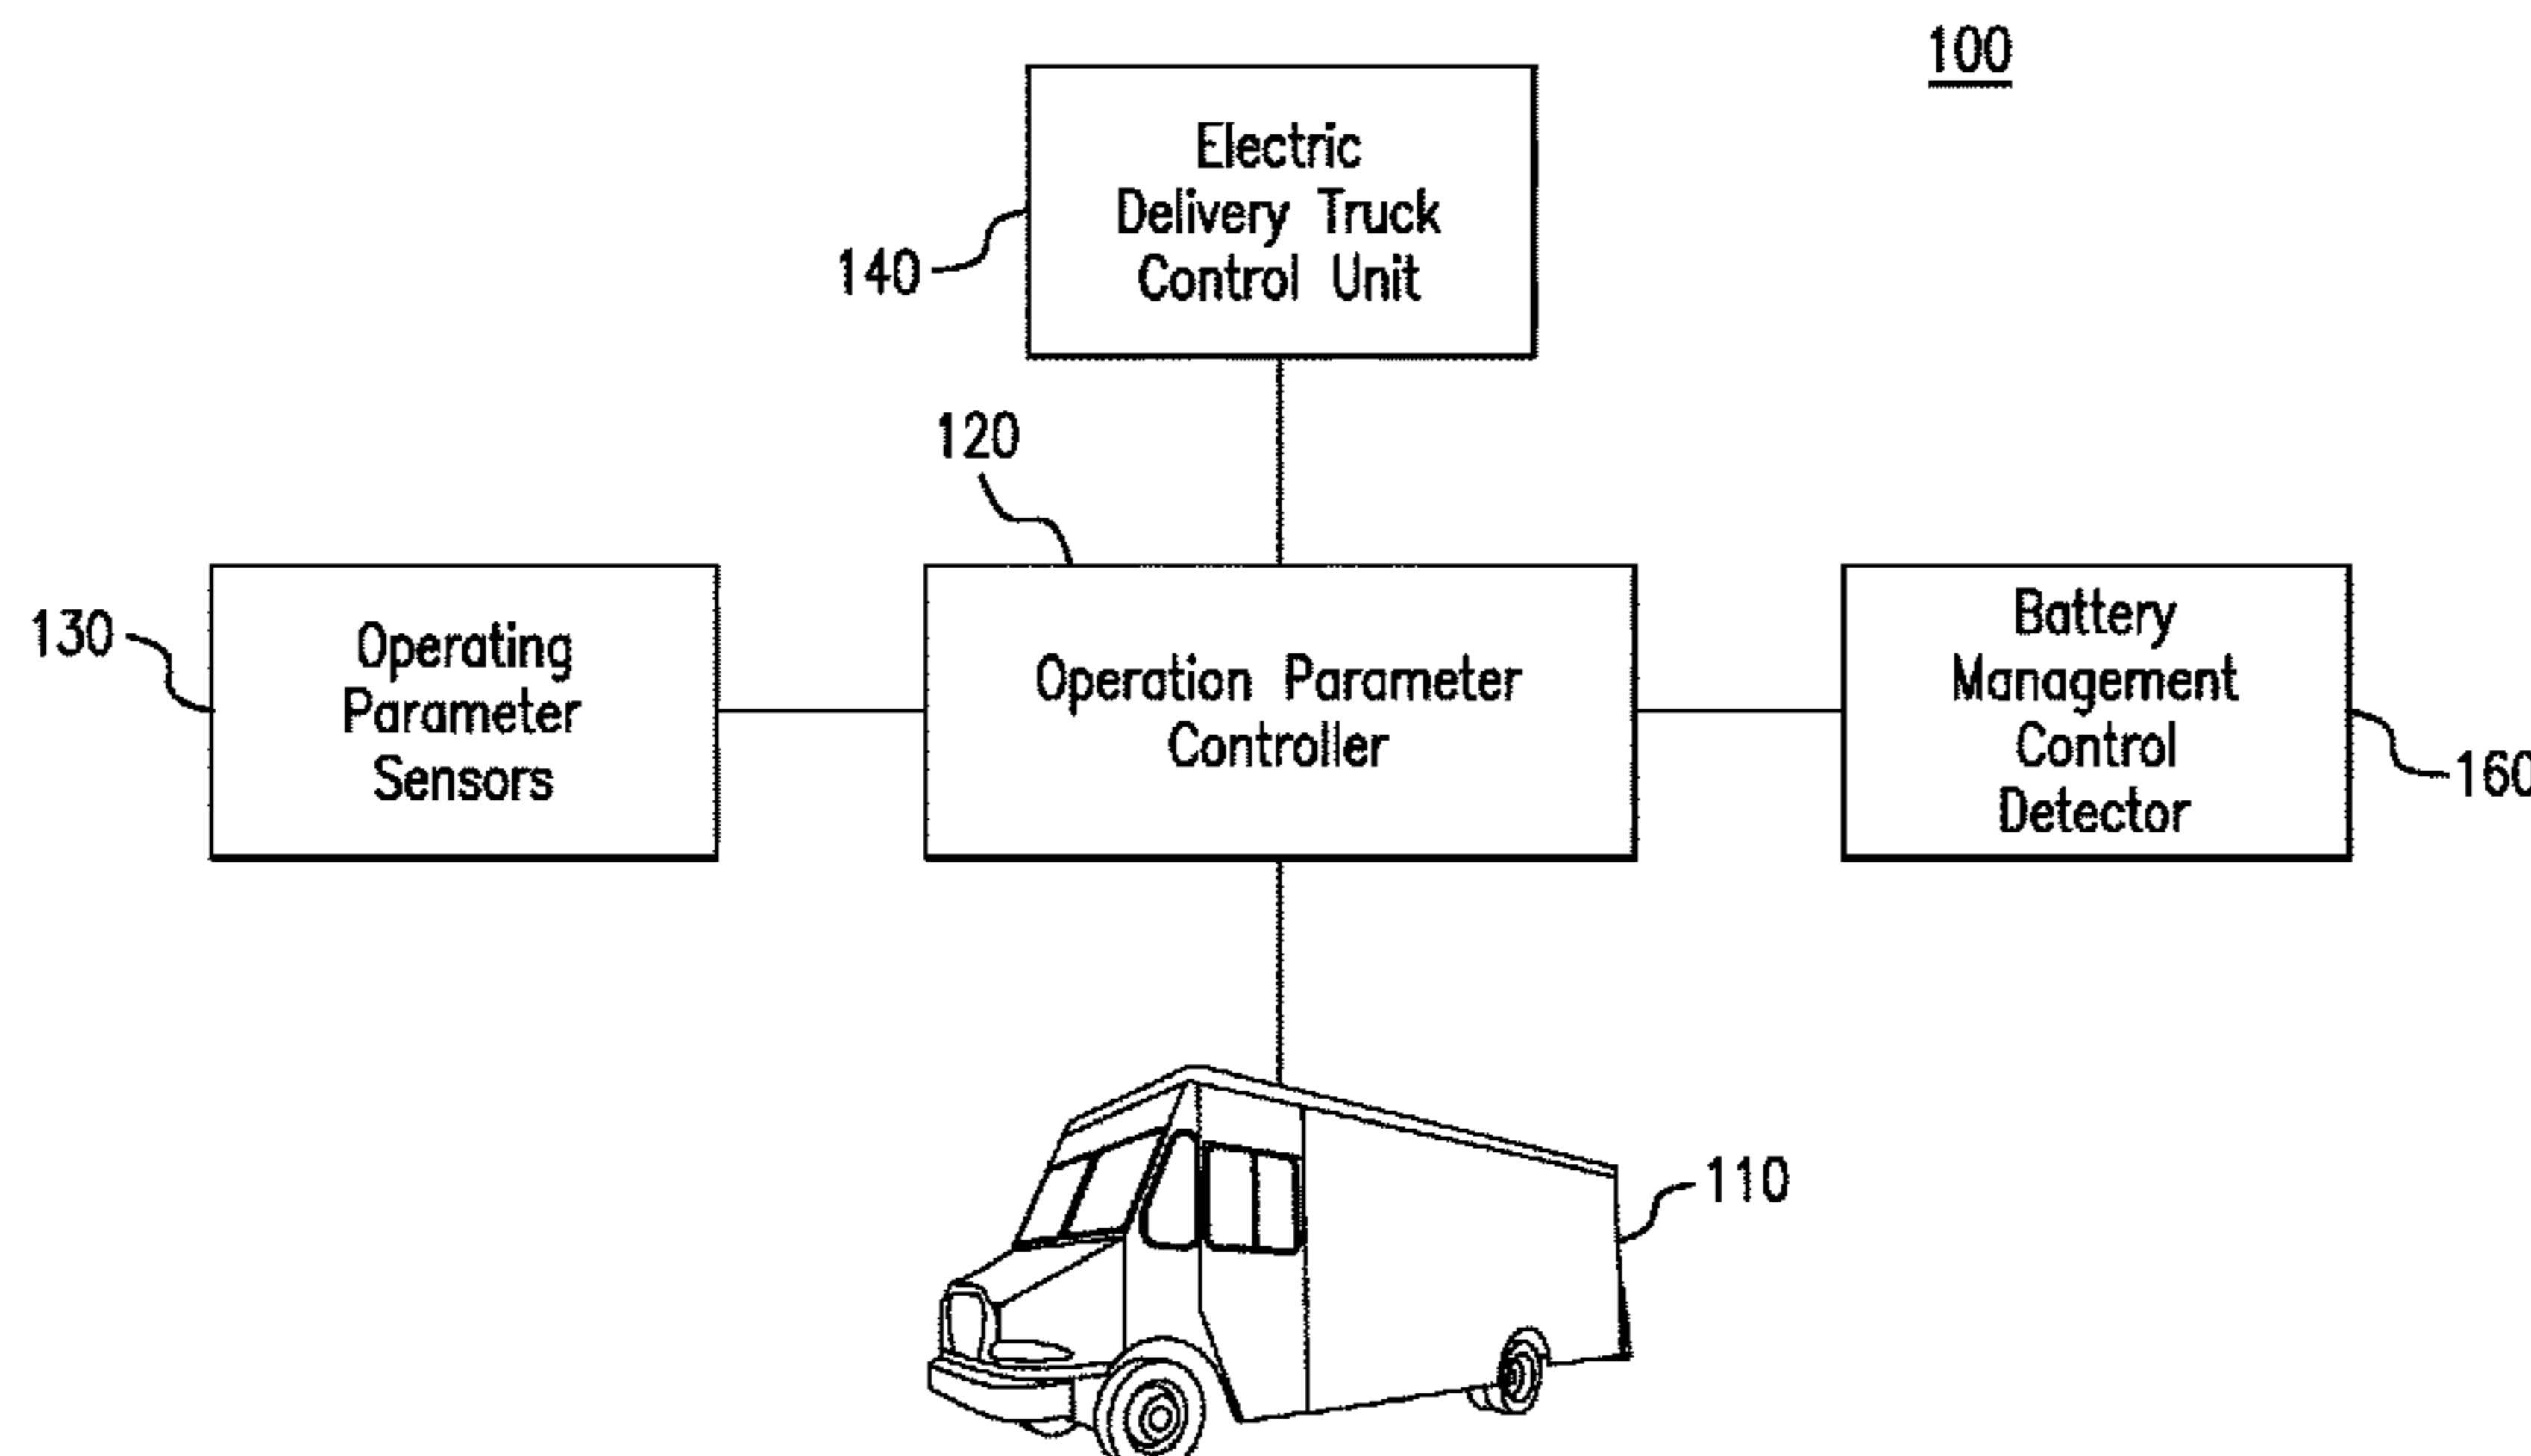 100
Electric
Delivery Truck
Control Unit
140
120
130
Operating
Parameter
Sensors
Operation Parameter
Controller
Battery
Management
Control
Detector
160
110